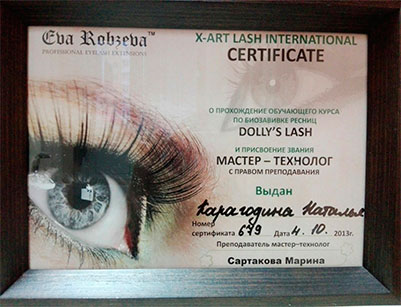 Eva Robzeva™
PROFESSIONAL EYELASH EXTENSIONS
X-ART LASH INTERNATIONAL
CERTIFICATE
О ПРОХОЖДЕНИЕ ОБУЧАЮЩЕГО КУРСА
ПО БИОЗАВИВКЕ РЕСНИЦ
DOLLY'S LASH
И ПРИСВОЕНИЕ ЗВАНИЯ
МАСТЕР – ТЕХНОЛОГ
С ПРАВОМ ПРЕПОДАВАНИЯ
Выдан
Карагодина Наталья
Номер
сертификата 679 Дата 4. 10. 2013г.
Преподаватель мастер–технолог
Сартакова Марина